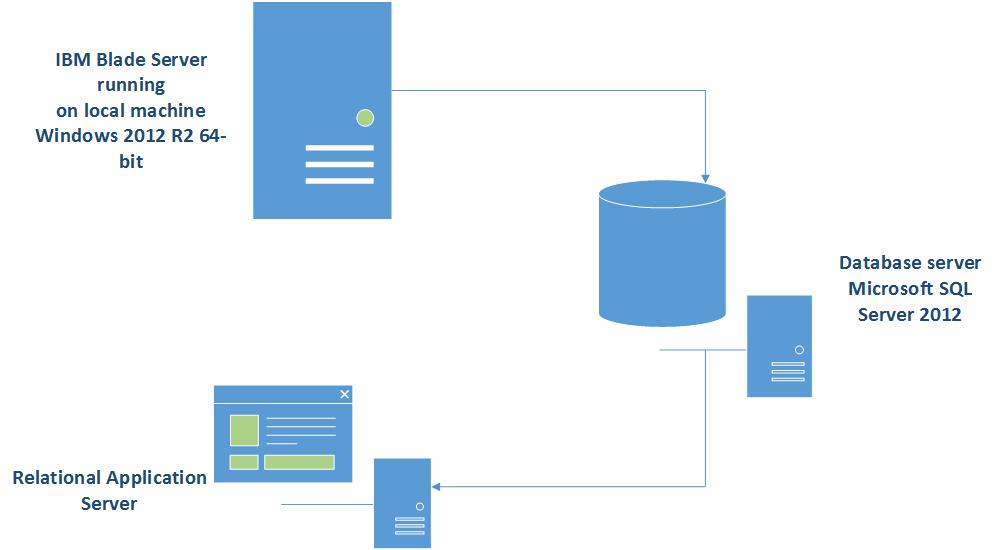 IBM Blade Server
running
on local machine
Windows 2012 R2 64-
bit
Database server
Microsoft SQL
Server 2012
Relational Application
Server